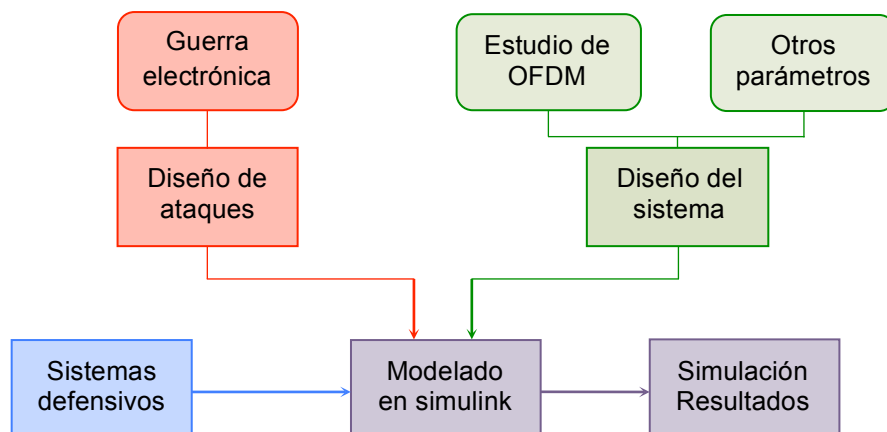 Guerra
electrónica
Estudio de
OFDM
Otros
parámetros
Diseño de
ataques
Diseño del
sistema
Sistemas
defensivos
Modelado
en simulink
Simulación
Resultados